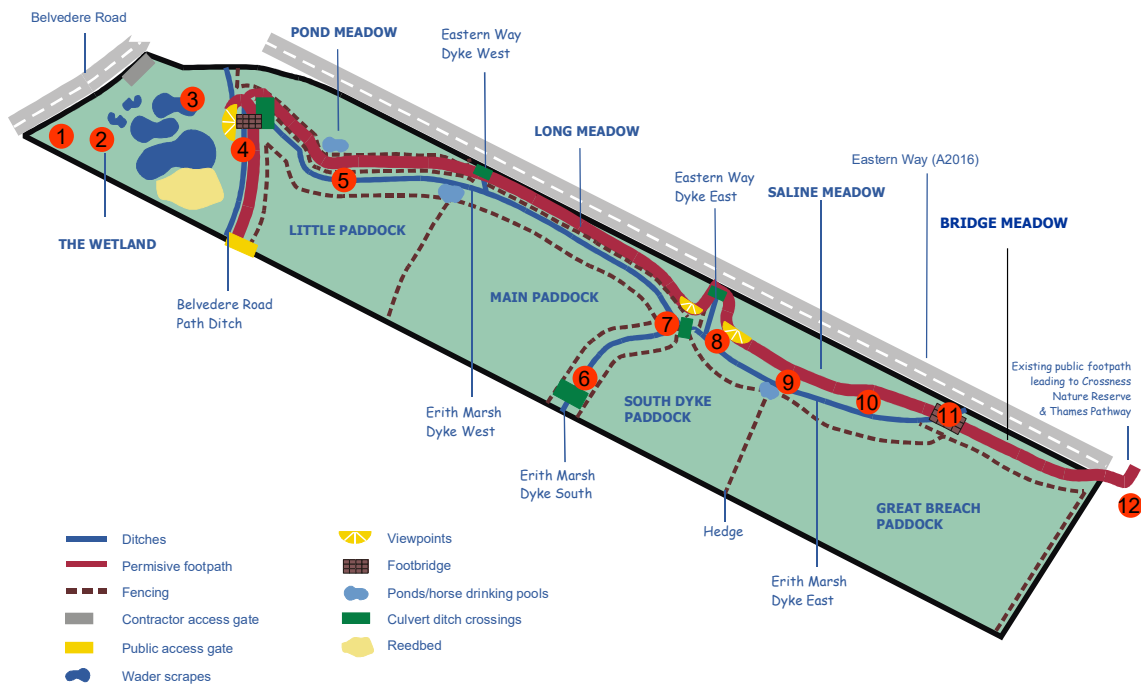 Belvedere Road
POND MEADOW
Eastern Way
Dyke West
LONG MEADOW
Eastern Way (A2016)
Eastern Way
Dyke East
SALINE MEADOW
BRIDGE MEADOW
1
2
3
4
5
THE WETLAND
LITTLE PADDOCK
Belvedere Road
Path Ditch
MAIN PADDOCK
7
8
6
9
10
11
12
Existing public footpath
leading to Crossness
Nature Reserve
& Thames Pathway
SOUTH DYKE
PADDOCK
Erith Marsh
Dyke West
Erith Marsh
Dyke South
GREAT BREACH
PADDOCK
Hedge
Erith Marsh
Dyke East
Ditches
Permisive footpath
Fencing
Contractor access gate
Public access gate
Wader scrapes
Viewpoints
Footbridge
Ponds/horse drinking pools
Culvert ditch crossings
Reedbed